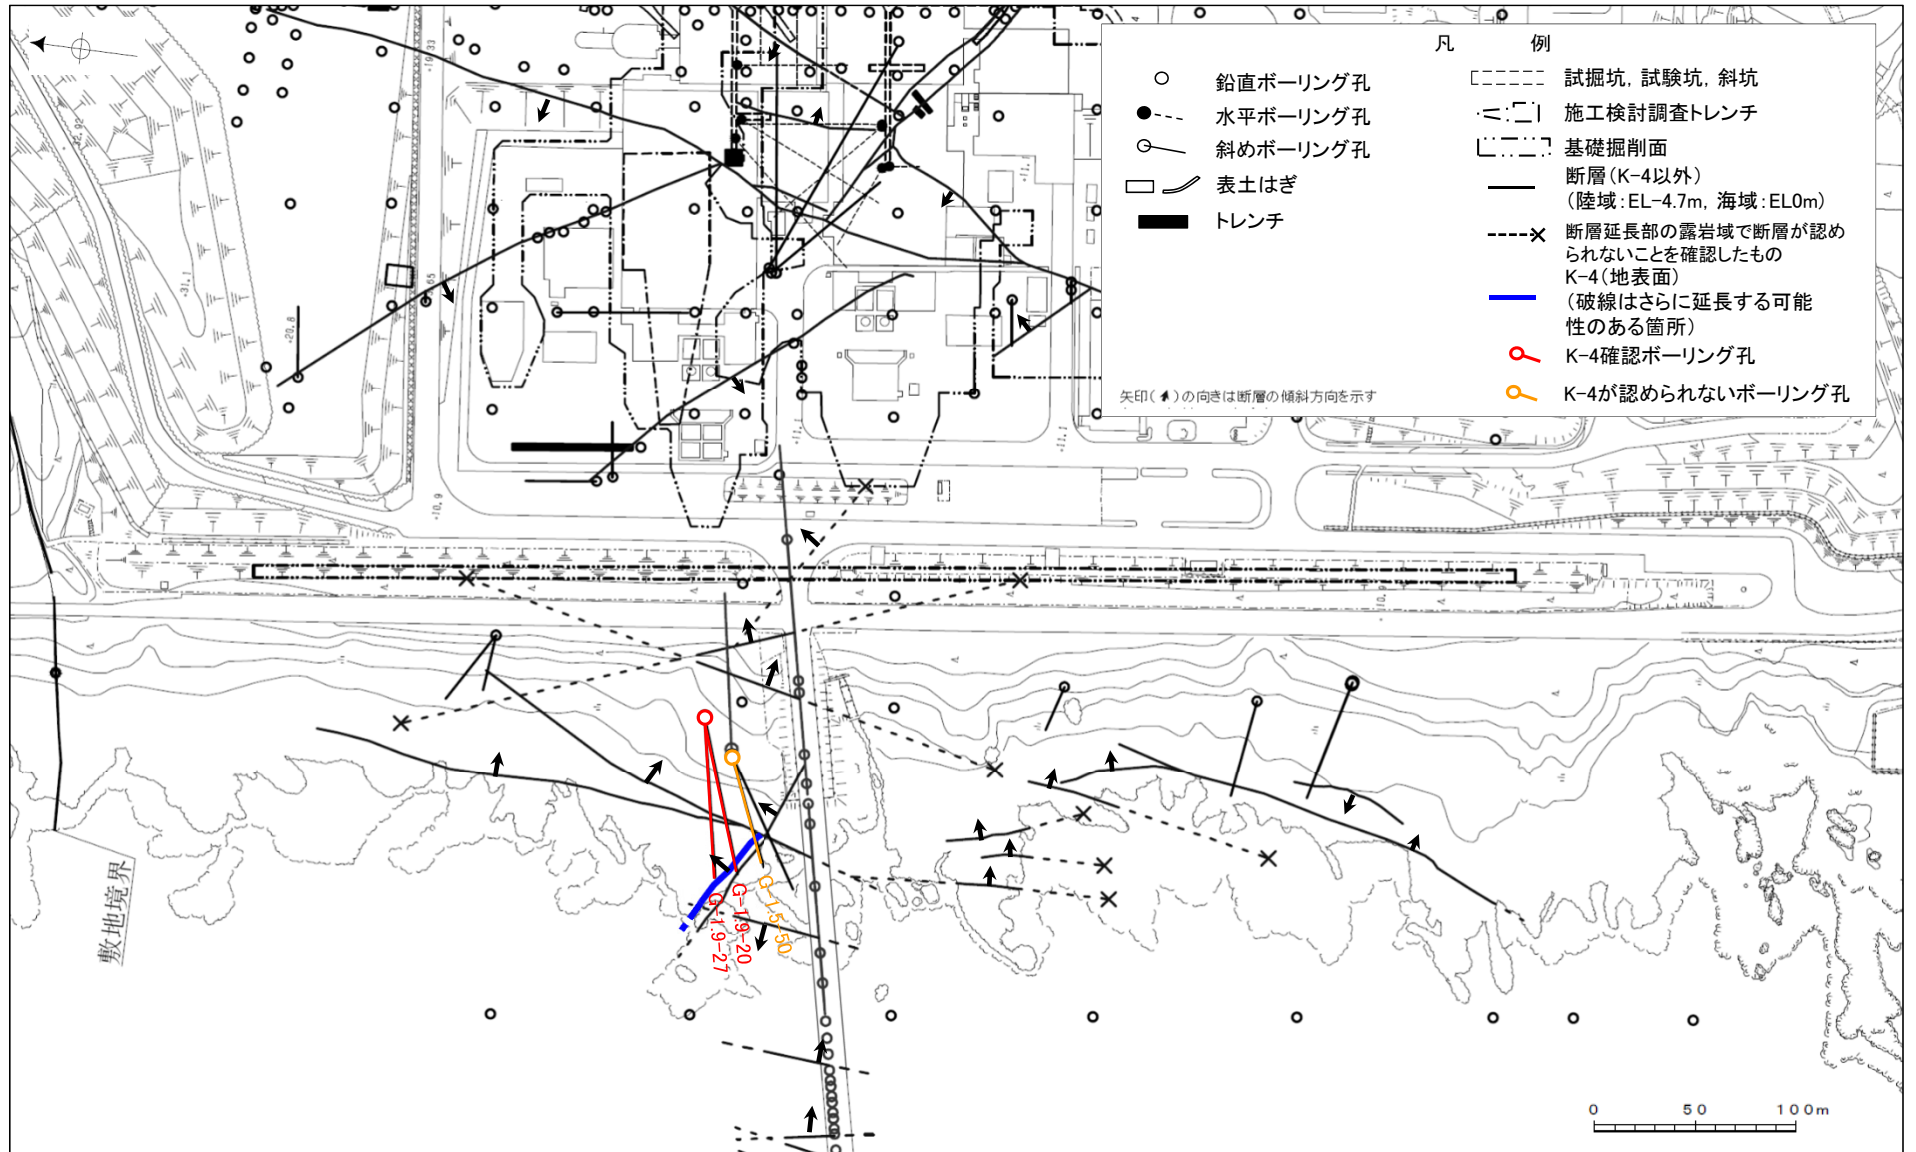 凡 例
鉛直ボーリング孔
水平ボーリング孔
斜めボーリング孔
表土はぎ
トレンチ
試掘坑, 試験坑, 斜坑
施工検討調査トレンチ
基礎掘削面
断層(K-4以外)
(陸域:EL-4.7m, 海域:EL0m)
断層延長部の露岩域で断層が認め
られないことを確認したもの
K-4(地表面)
(破線はさらに延長する可能
性のある箇所)
K-4確認ボーリング孔
K-4が認められないボーリング孔
矢印( )の向きは断層の傾斜方向を示す
敷地境界
G-1.9-27
G-1.9-20
G-1.5-50
0 50 100m